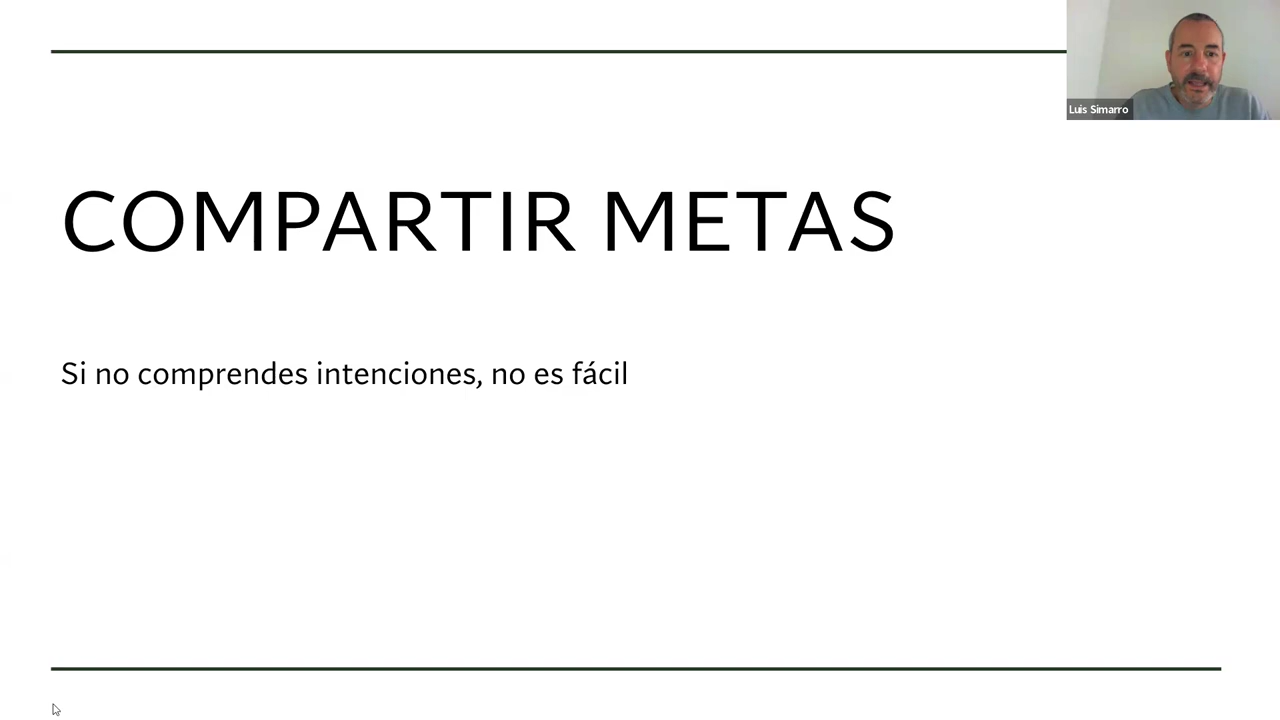 Luis Simarro
COMPARTIR METAS
Si no comprendes intenciones, no es fácil